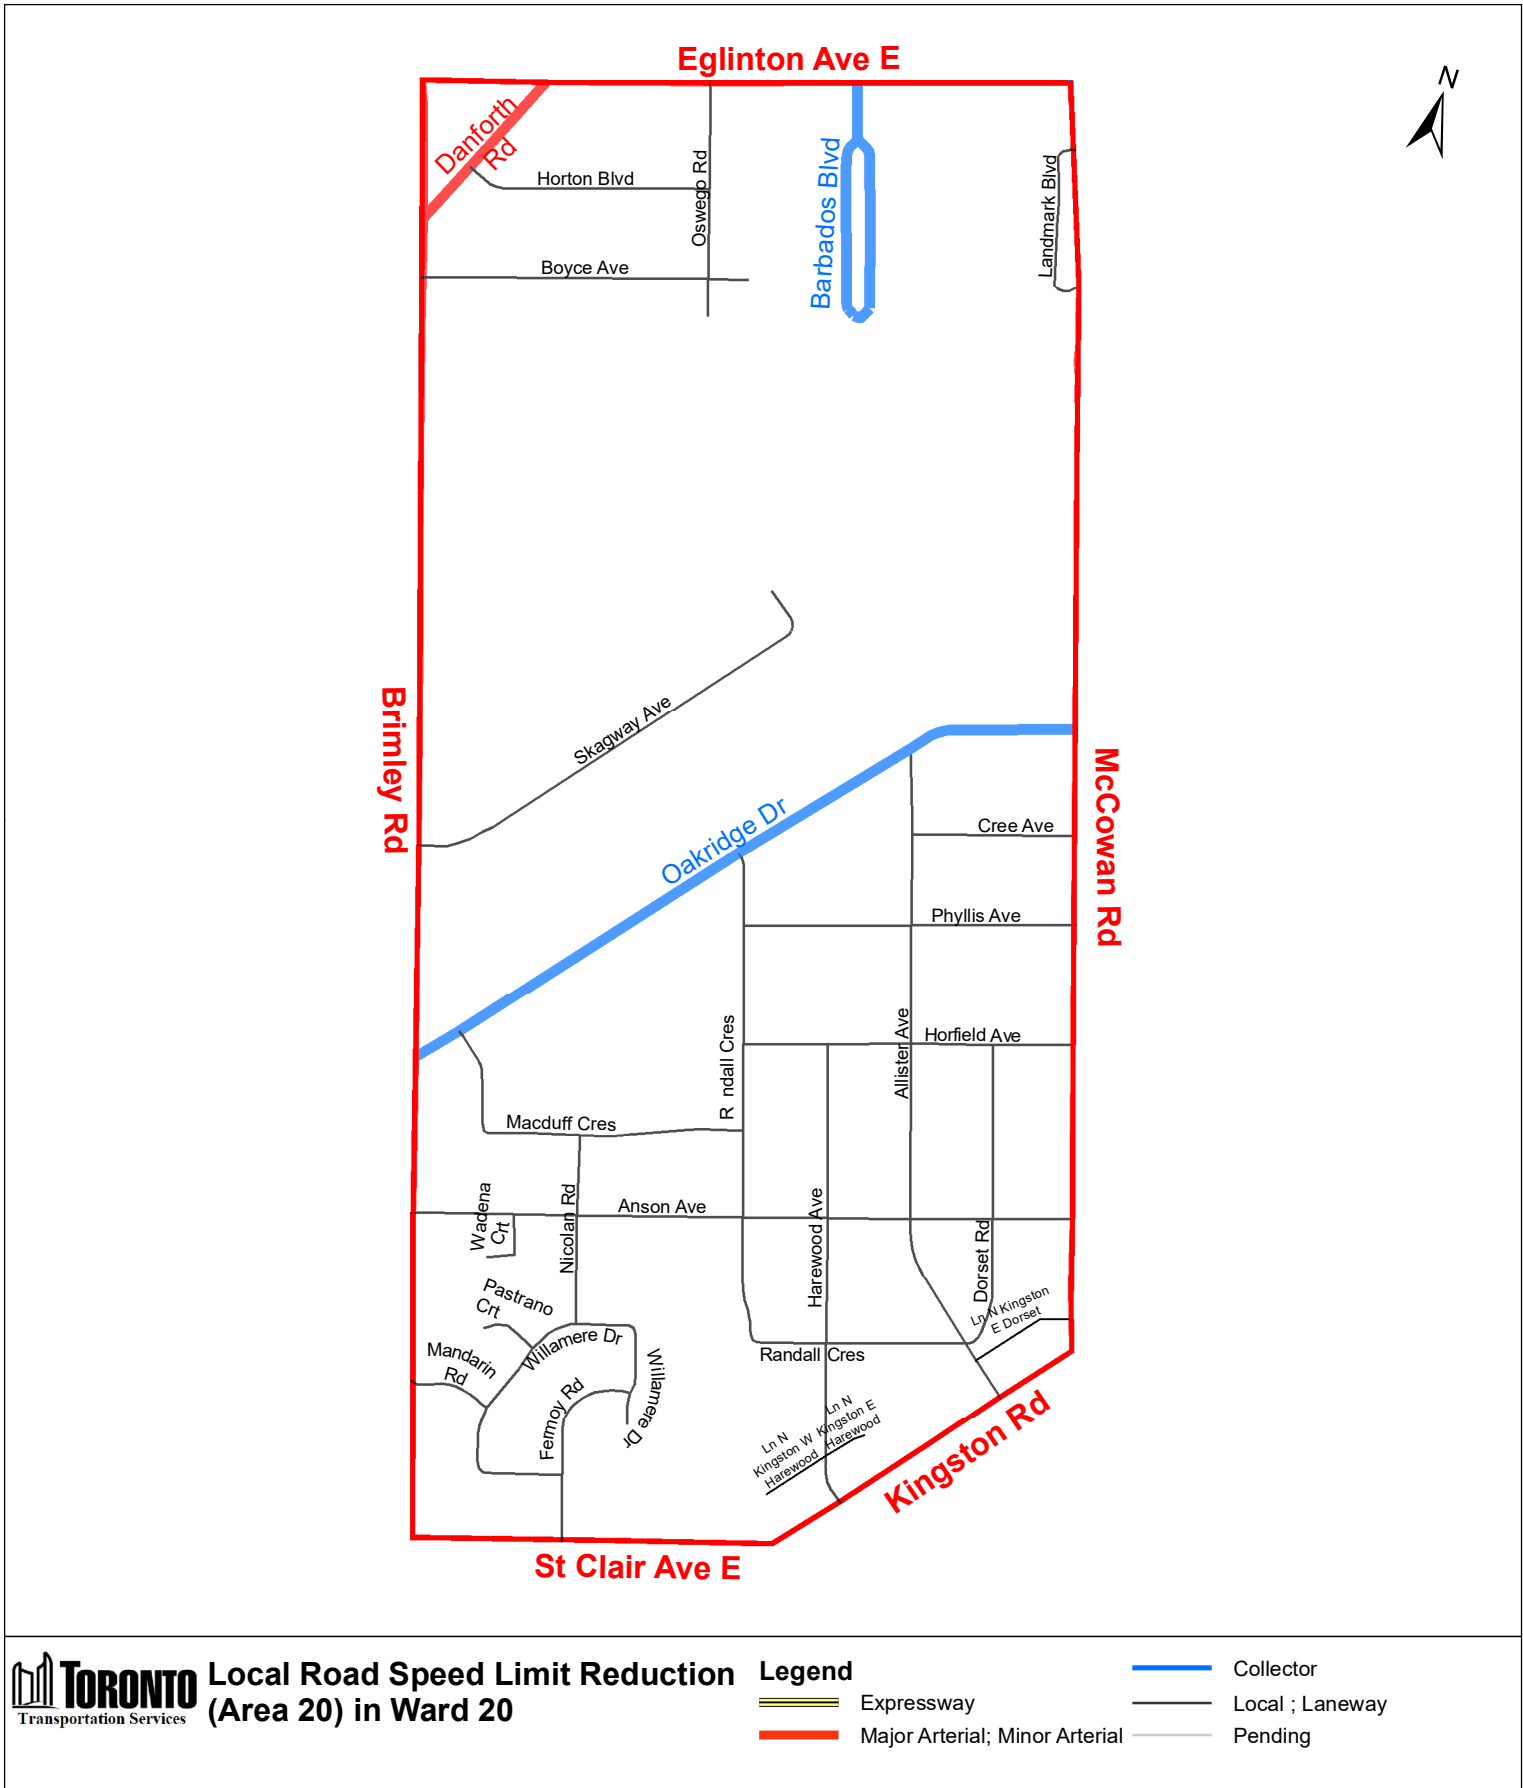 Eglinton Ave E
N
Danforth
Rd
Horton Blvd
Oswego Rd
Barbados Blvd
Landmark Blvd
Boyce Ave
Brimley Rd
Skagway Ave
McCowan Rd
Oakridge Dr
Cree Ave
Phyllis Ave
R ndall Cres
Allister Ave
Horfield Ave
Macduff Cres
Wadena
Crt
Nicolan Rd
Anson Ave
Harewood Ave
Dorset Rd
Pastrano
Crt
Ln N Kingston
E Dorset
Mandarin
Rd
Willamere Dr
Willamere Dr
Randall Cres
Fermoy Rd
Ln N
Kingston W
Harewood
Ln N
Kingston E
Harewood
Kingston Rd
St Clair Ave E
TORONTO
Transportation Services
Local Road Speed Limit Reduction
(Area 20) in Ward 20
Legend
Expressway
Major Arterial; Minor Arterial
Collector
Local ; Laneway
Pending